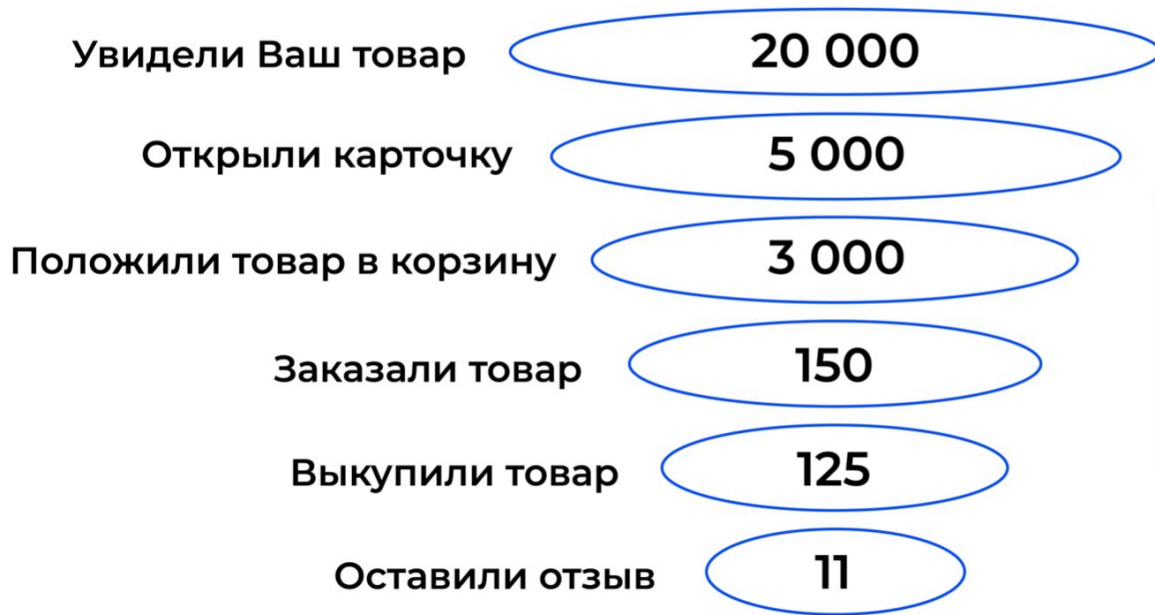 Увидели Ваш товар 20 000
Открыли карточку 5 000
Положили товар в корзину 3 000
Заказали товар 150
Выкупили товар 125
Оставили отзыв 11